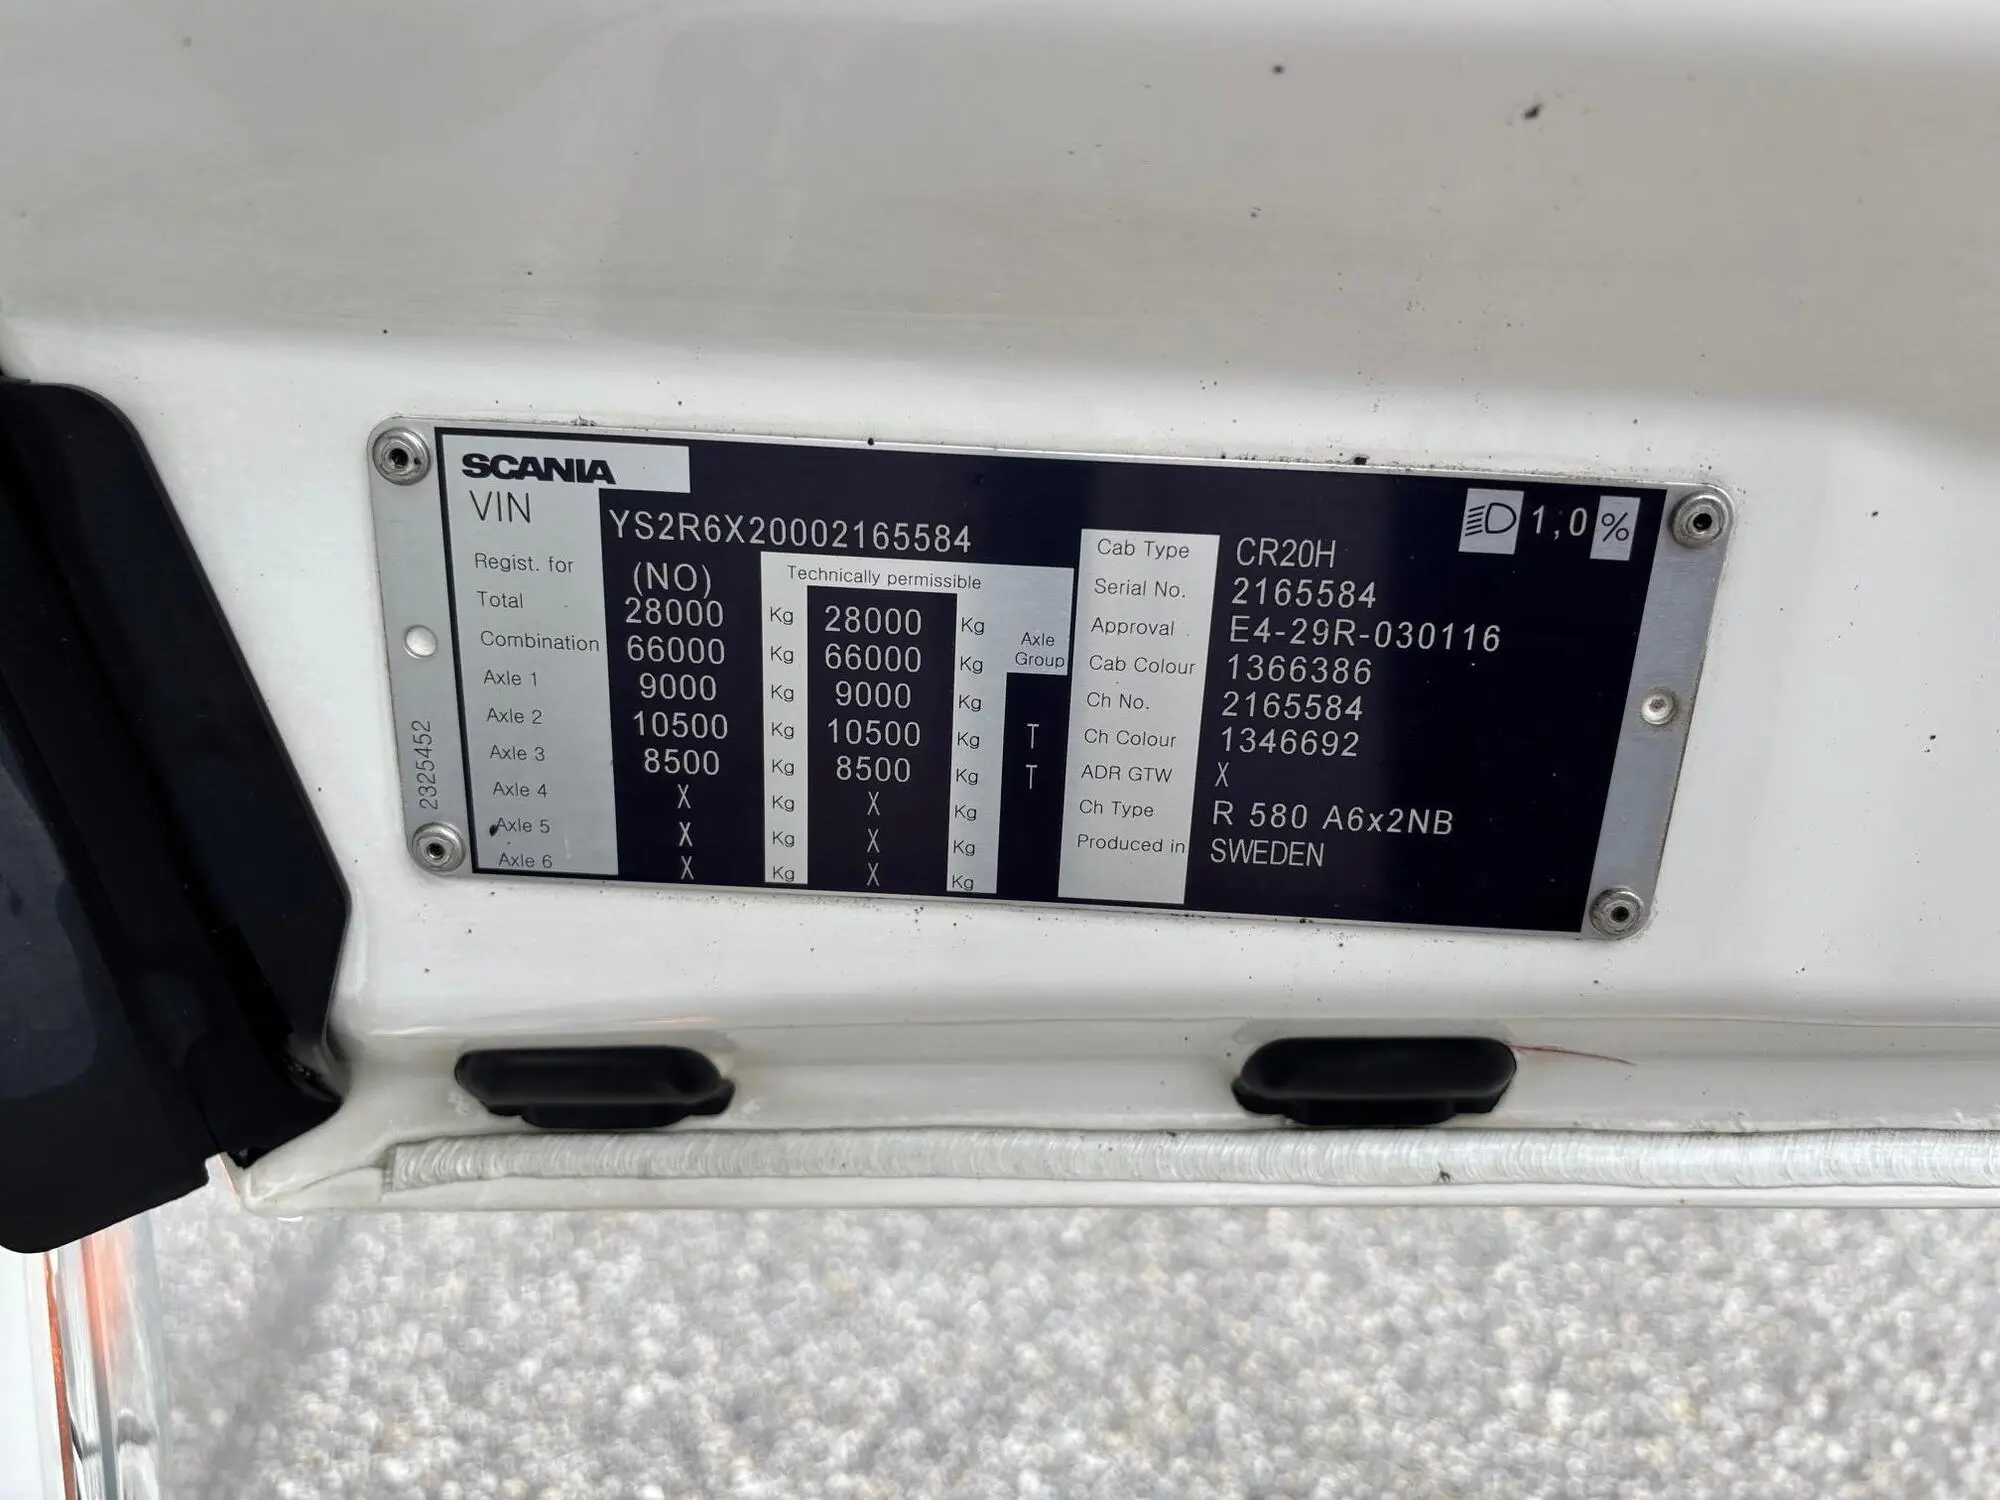 SCANIA
VIN YS2R6X20002165584
Regist. for (NO) Technically permissible
Total 28000 Kg 28000 Kg
Combination 66000 Kg 66000 Kg Axle Group
Axle 1 9000 Kg 9000 Kg
Axle 2 10500 Kg 10500 Kg T
Axle 3 8500 Kg 8500 Kg T
Axle 4 X Kg X Kg
Axle 5 X Kg X Kg
Axle 6 X Kg X Kg
1,0 %
Cab Type CR20H
Serial No. 2165584
Approval E4-29R-030116
Cab Colour 1366386
Ch No. 2165584
Ch Colour 1346692
ADR GTW X
Ch Type R 580 A6x2NB
Produced in SWEDEN
2325452